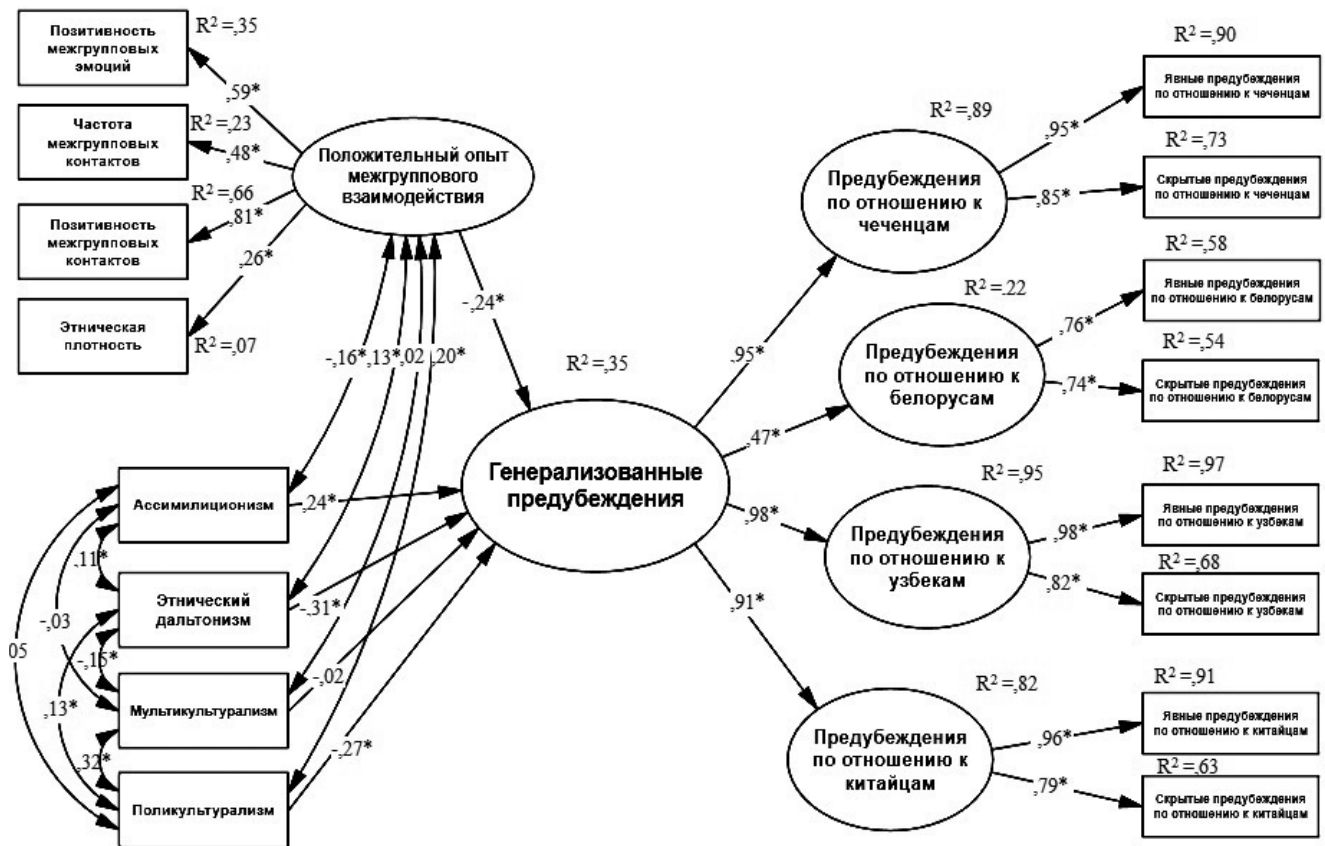 Позитивность
межгрупповых
эмоций
R² =,35
,59*
Частота
межгрупповых
контактов
R² =,23
,48*
Позитивность
межгрупповых
контактов
R² =,66
,81*
Этническая
плотность
R² =,07
,26*
Положительный опыт
межгруппового
взаимодействия
-,24*
-,16*
,13*
,02
,20*
Ассимилиционизм
,24*
Этнический
дальтонизм
-,31*
Мультикультурализм
-,02
Поликультурализм
-,27*
,11*
-,03
05
-,15*
,13*
,32*
R² =,35
Генерализованные
предубеждения
,95*
,47*
,98*
,91*
R² =,89
Предубеждения
по отношению к
чеченцам
,95*
,85*
R² =,90
Явные предубеждения
по отношению к чеченцам
R² =,73
Скрытые предубеждения
по отношению к чеченцам
R² =.22
Предубеждения
по отношению к
белорусам
,76*
,74*
R² =,58
Явные предубеждения
по отношению к белорусам
R² =,54
Скрытые предубеждения
по отношению к белорусам
R² =,95
Предубеждения
по отношению к
узбекам
,98*
,82*
R² =,97
Явные предубеждения
по отношению к узбекам
R² =,68
Скрытые предубеждения
по отношению к узбекам
R² =,82
Предубеждения
по отношению к
китайцам
,96*
,79*
R² =,91
Явные предубеждения
по отношению к китайцам
R² =,63
Скрытые предубеждения
по отношению к китайцам